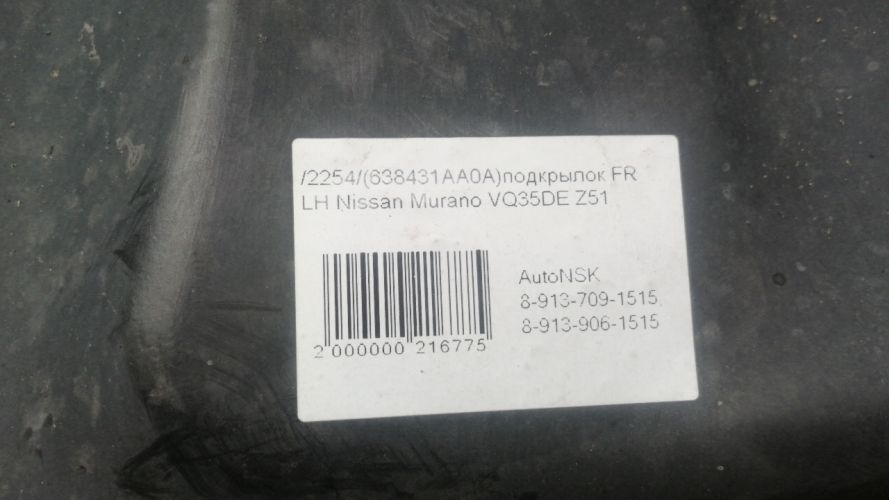 /2254/(638431AA0A)подкрылок FR
LH Nissan Murano VQ35DE Z51
AutoNSK
8-913-709-1515
8-913-906-1515
2 000000 216775